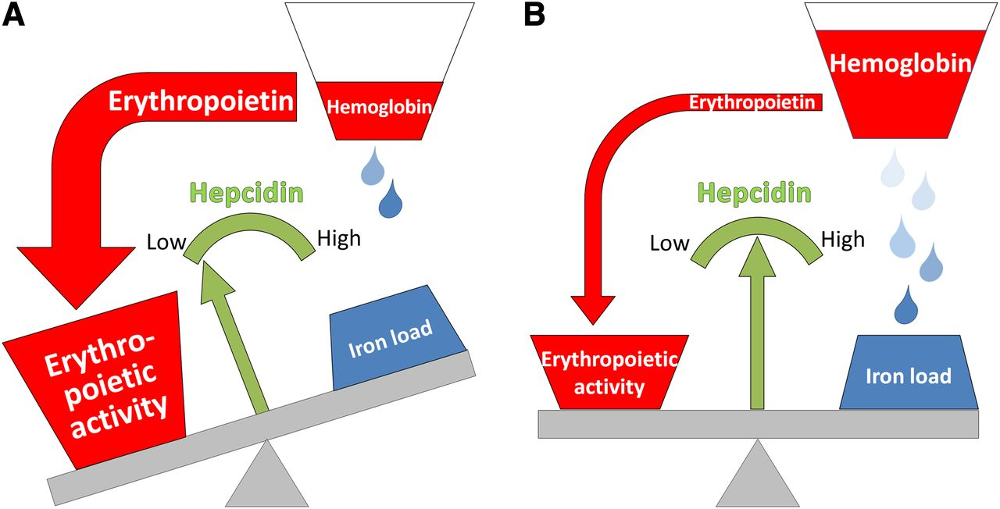 A
Erythropoietin
Hemoglobin
Hepcidin
Low
High
Erythro-
poietic
activity
Iron load
B
Hemoglobin
Erythropoietin
Hepcidin
Low
High
Erythropoietic
activity
Iron load